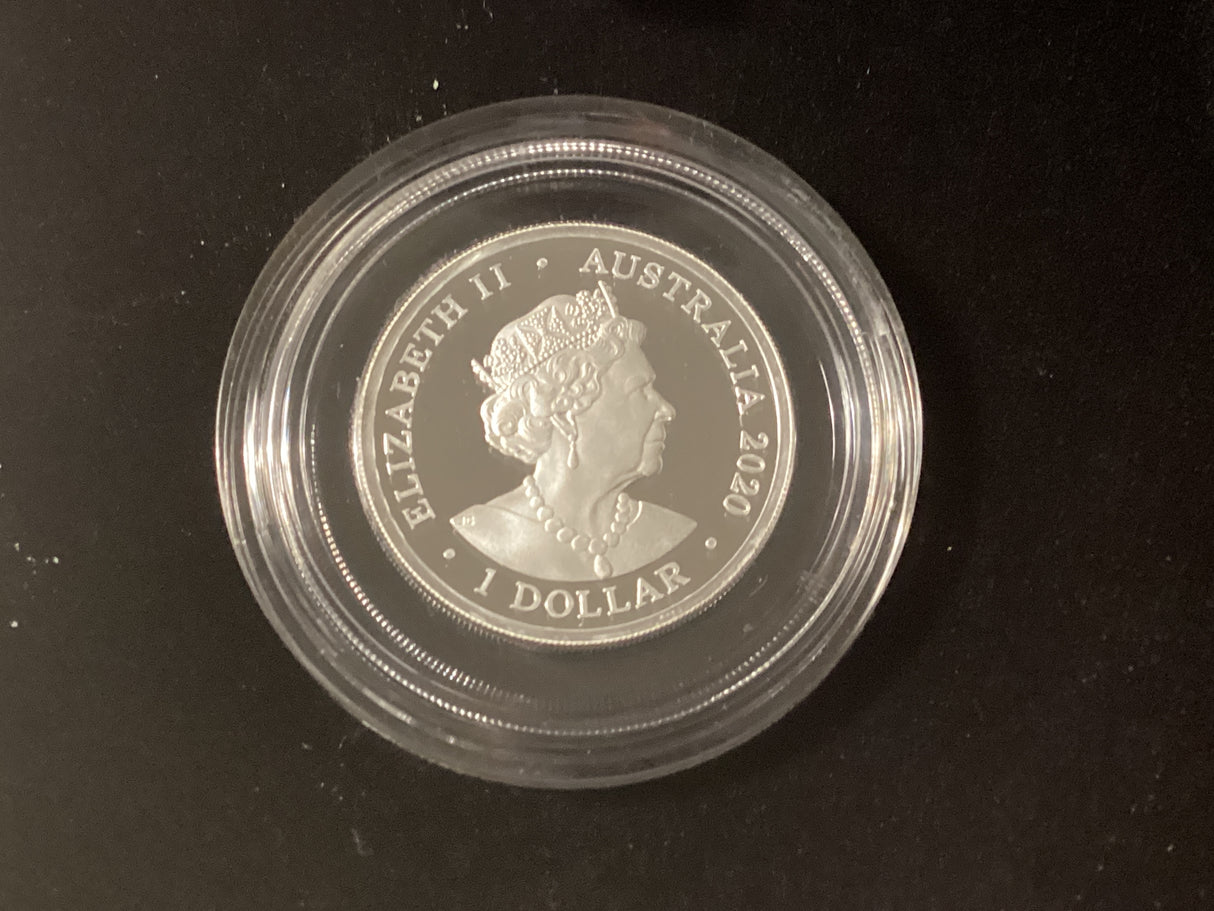 ELIZABETH II • AUSTRALIA 2020
• 1 DOLLAR •